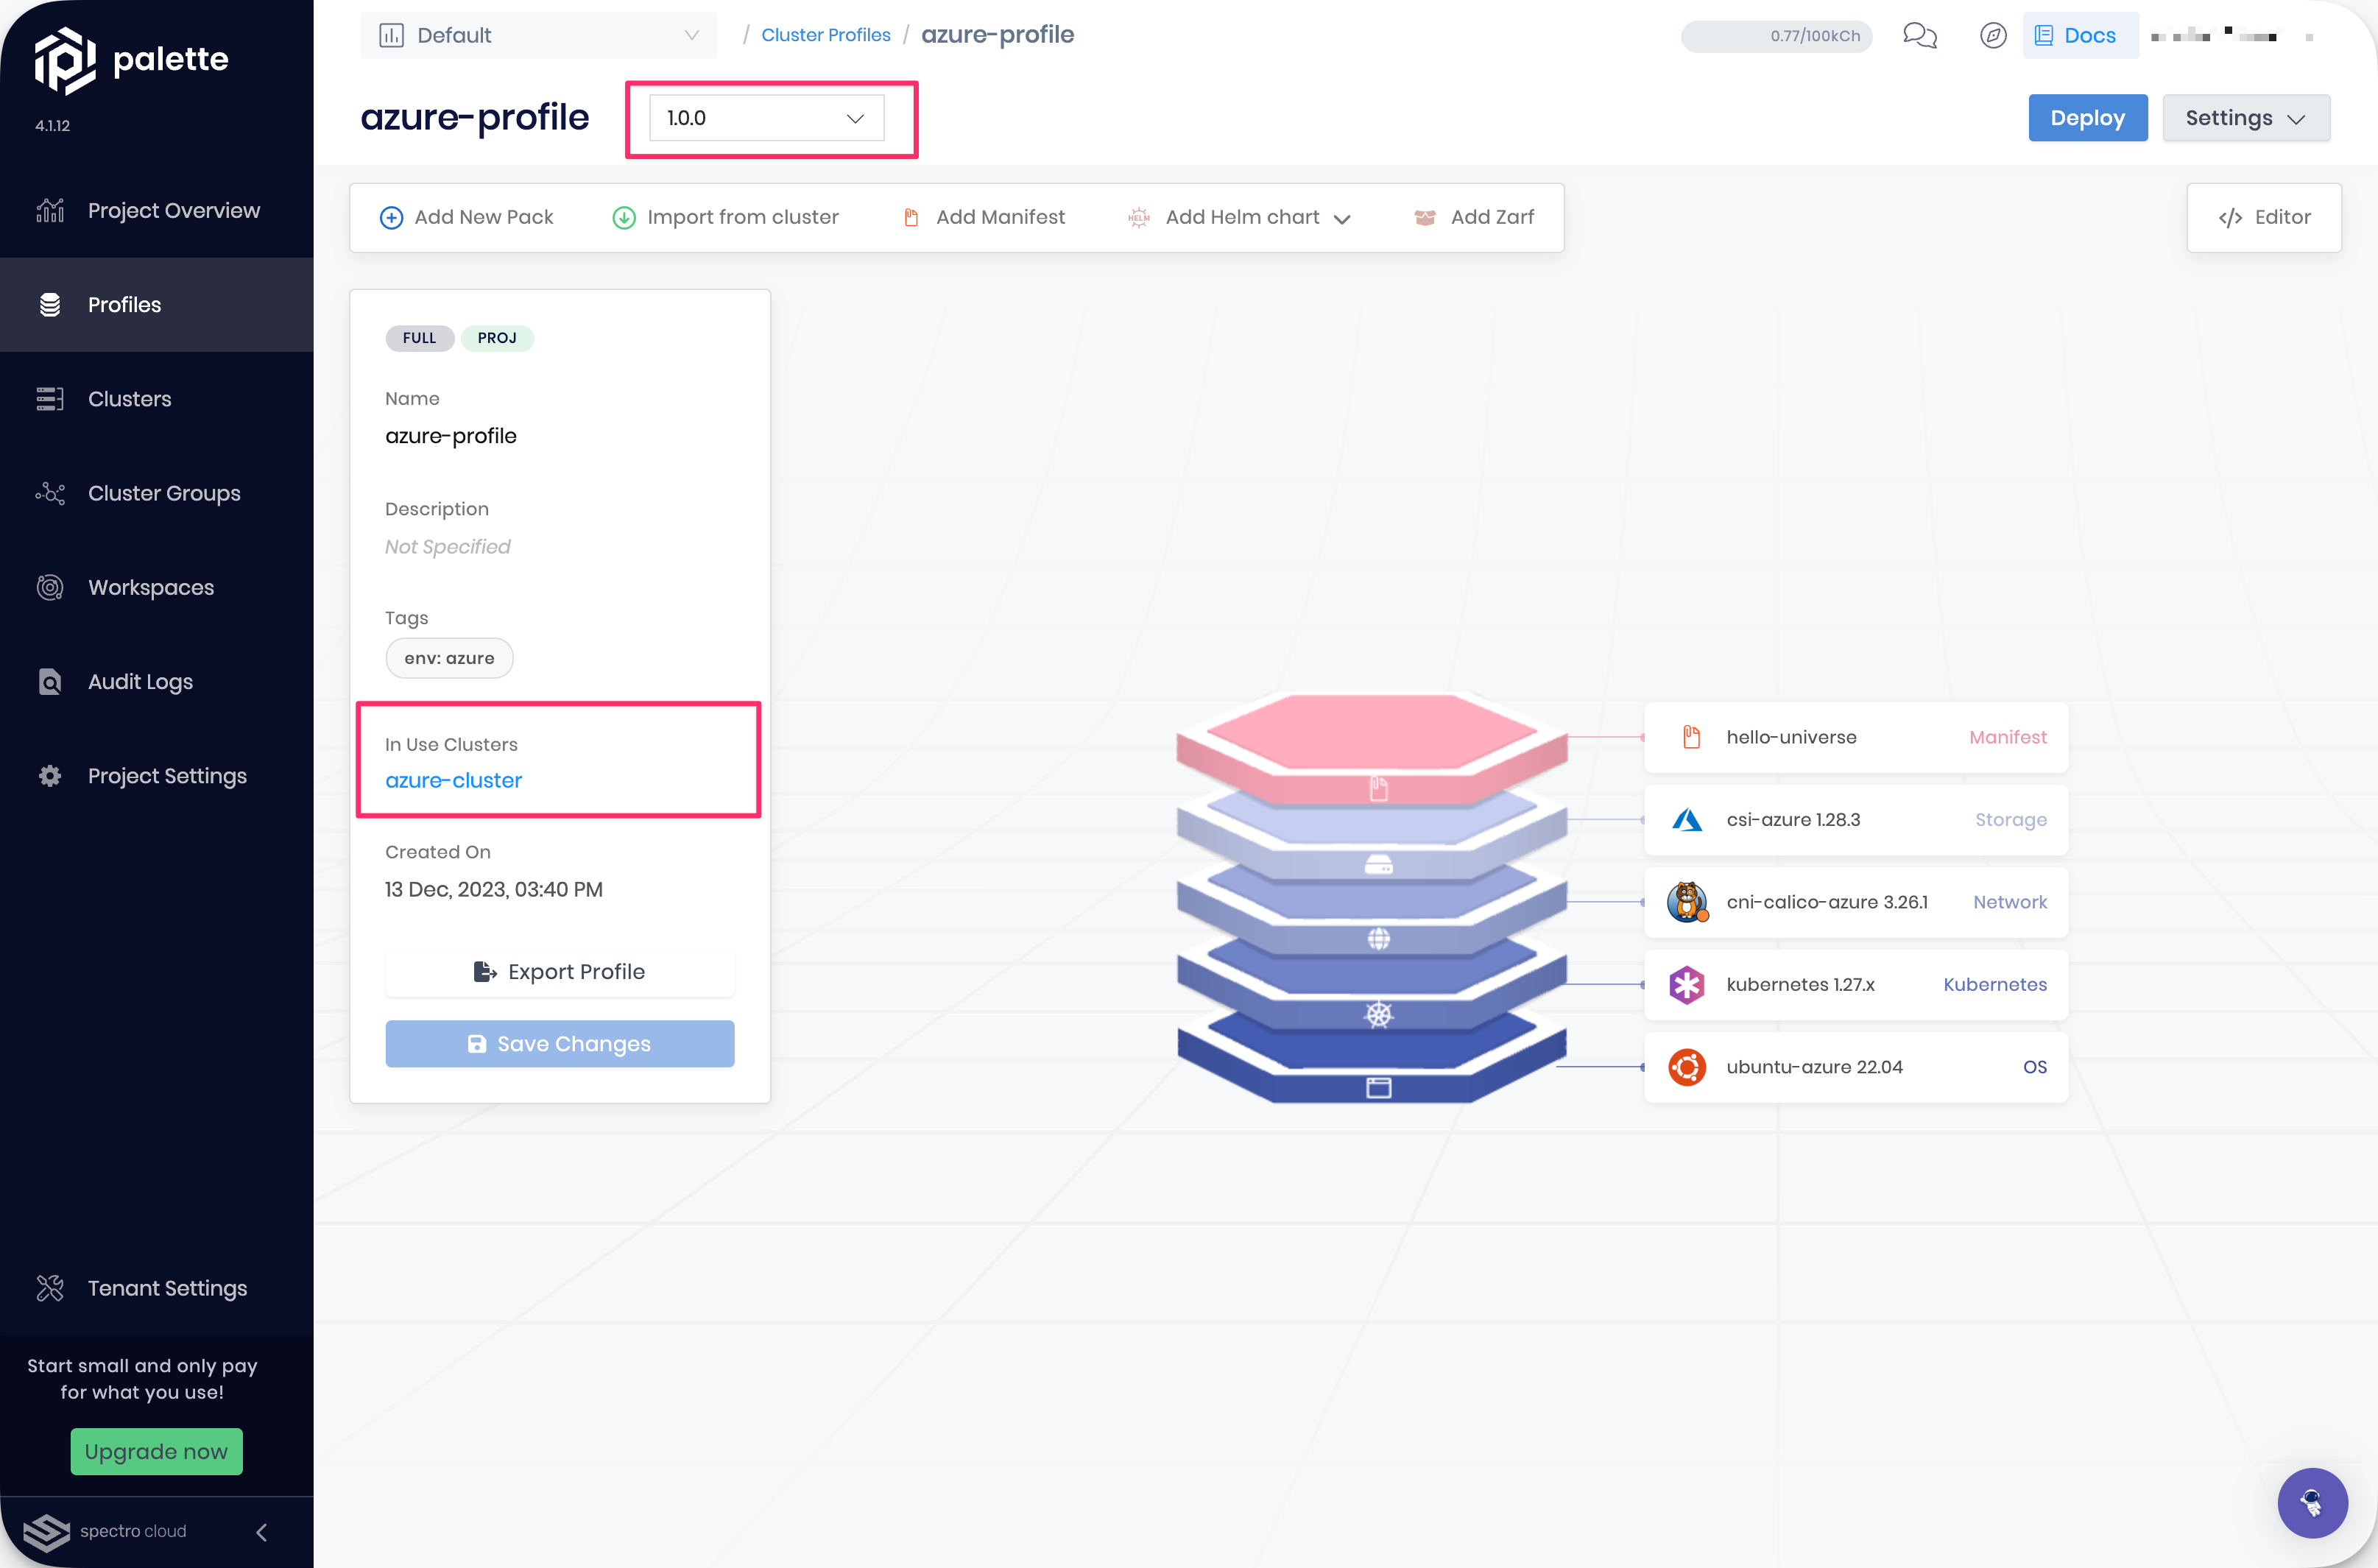 palette
4.1.12
Project Overview
Profiles
Clusters
Cluster Groups
Workspaces
Audit Logs
Project Settings
Tenant Settings
Start small and only pay
for what you use!
Upgrade now
spectro cloud
Default
/ Cluster Profiles / azure-profile
0.77/100kCh
Docs
azure-profile
1.0.0
Deploy
Settings
Add New Pack
Import from cluster
Add Manifest
HELM
Add Helm chart
Add Zarf
</> Editor
FULL
PROJ
Name
azure-profile
Description
Not Specified
Tags
env: azure
In Use Clusters
azure-cluster
Created On
13 Dec, 2023, 03:40 PM
Export Profile
Save Changes
hello-universe Manifest
csi-azure 1.28.3 Storage
cni-calico-azure 3.26.1 Network
kubernetes 1.27.x Kubernetes
ubuntu-azure 22.04 OS